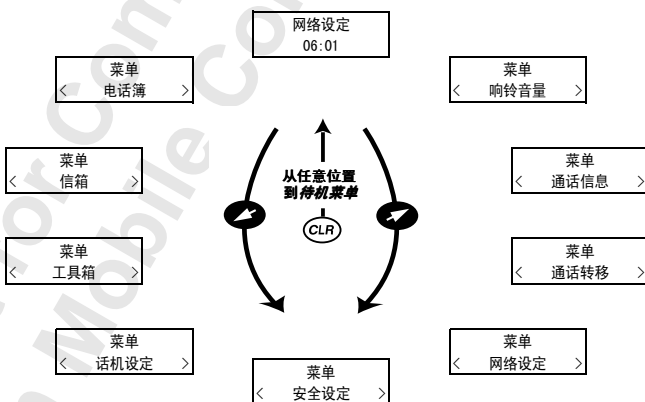 网络设定
06:01
菜单
< 电话簿 >
菜单
< 响铃音量 >
菜单
< 信箱 >
从任意位置
到待机菜单
CLR
菜单
< 通话信息 >
菜单
< 工具箱 >
菜单
< 通话转移 >
菜单
< 话机设定 >
菜单
< 安全设定 >
菜单
< 网络设定 >